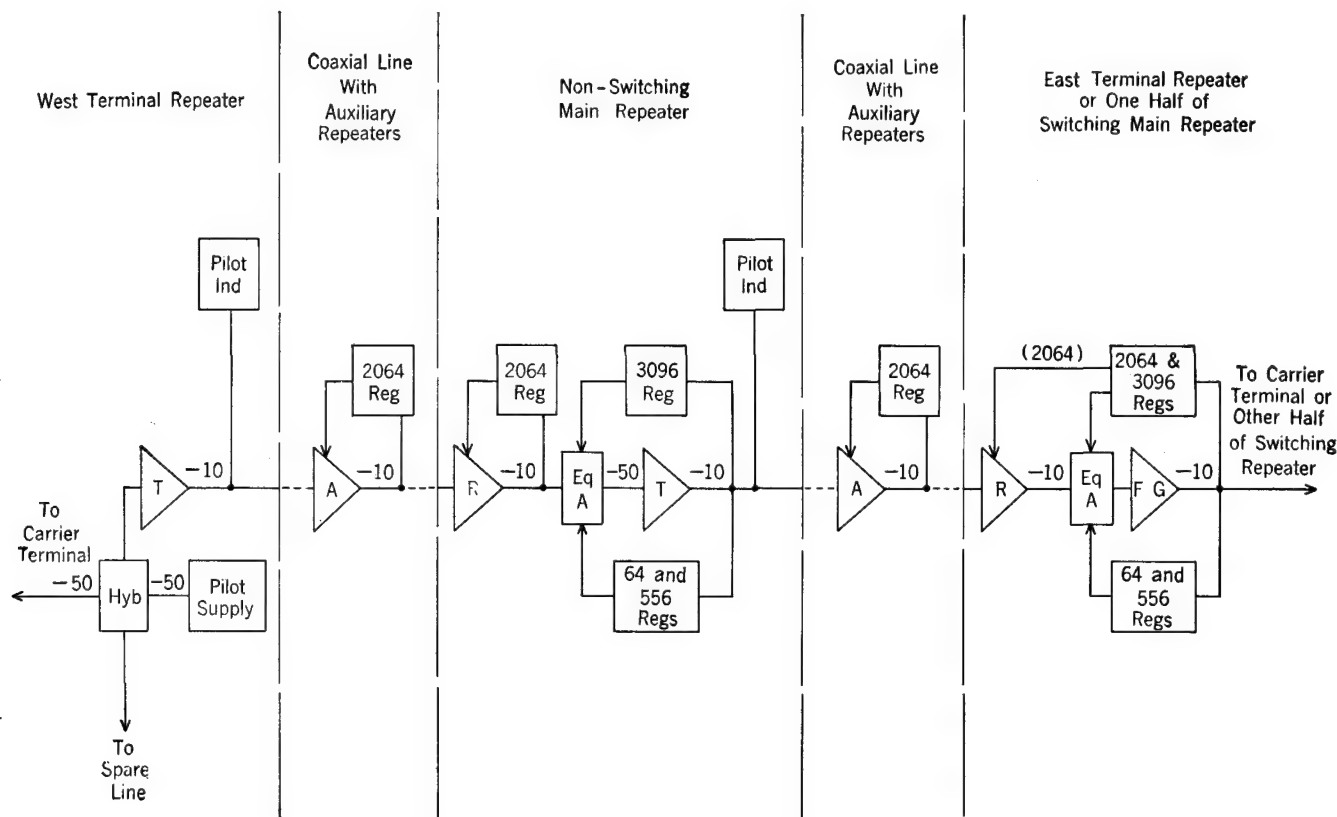 West Terminal Repeater
Coaxial Line
With
Auxiliary
Repeaters
Non-Switching
Main Repeater
Coaxial Line
With
Auxiliary
Repeaters
East Terminal Repeater
or One Half of
Switching Main Repeater
Pilot
Ind
T
-10
To
Carrier
Terminal
-50
Hyb
-50
Pilot
Supply
To
Spare
Line
2064
Reg
A
-10
2064
Reg
R
-10
Eq
A
-50
3096
Reg
T
-10
64 and
556
Regs
Pilot
Ind
2064
Reg
A
-10
(2064)
2064 &
3096
Regs
R
-10
Eq
A
F G
-10
64 and
556
Regs
To Carrier
Terminal or
Other Half
of Switching
Repeater